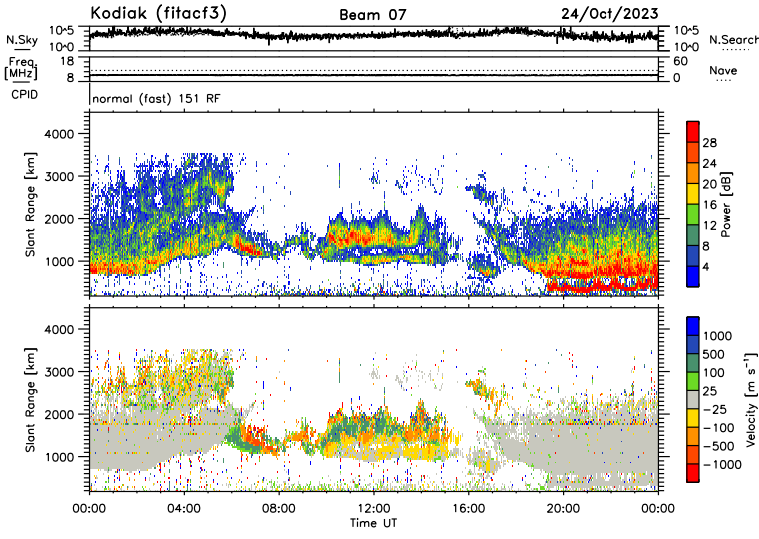 Kodiak (fitacf3) Beam 07 24/Oct/2023
N.Sky 10^5 10^0 10^5 10^0 N.Search
Freq. [MHz] 18 8 60 0 Nave
CPID normal (fast) 151 RF
Slant Range [km]
4000
3000
2000
1000
28
24
20
16
12
8
4
Power [dB]
Slant Range [km]
4000
3000
2000
1000
1000
500
100
25
−25
−100
−500
−1000
Velocity [m s⁻¹]
00:00 04:00 08:00 12:00 16:00 20:00 00:00
Time UT